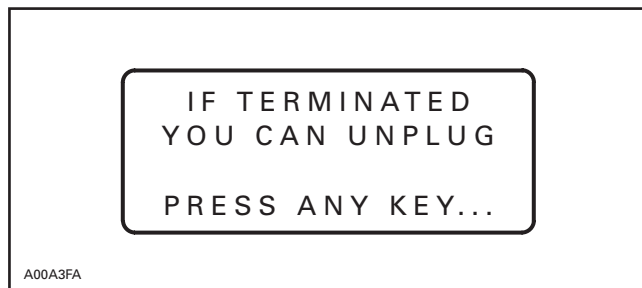 IF TERMINATED
YOU CAN UNPLUG
PRESS ANY KEY...
A00A3FA